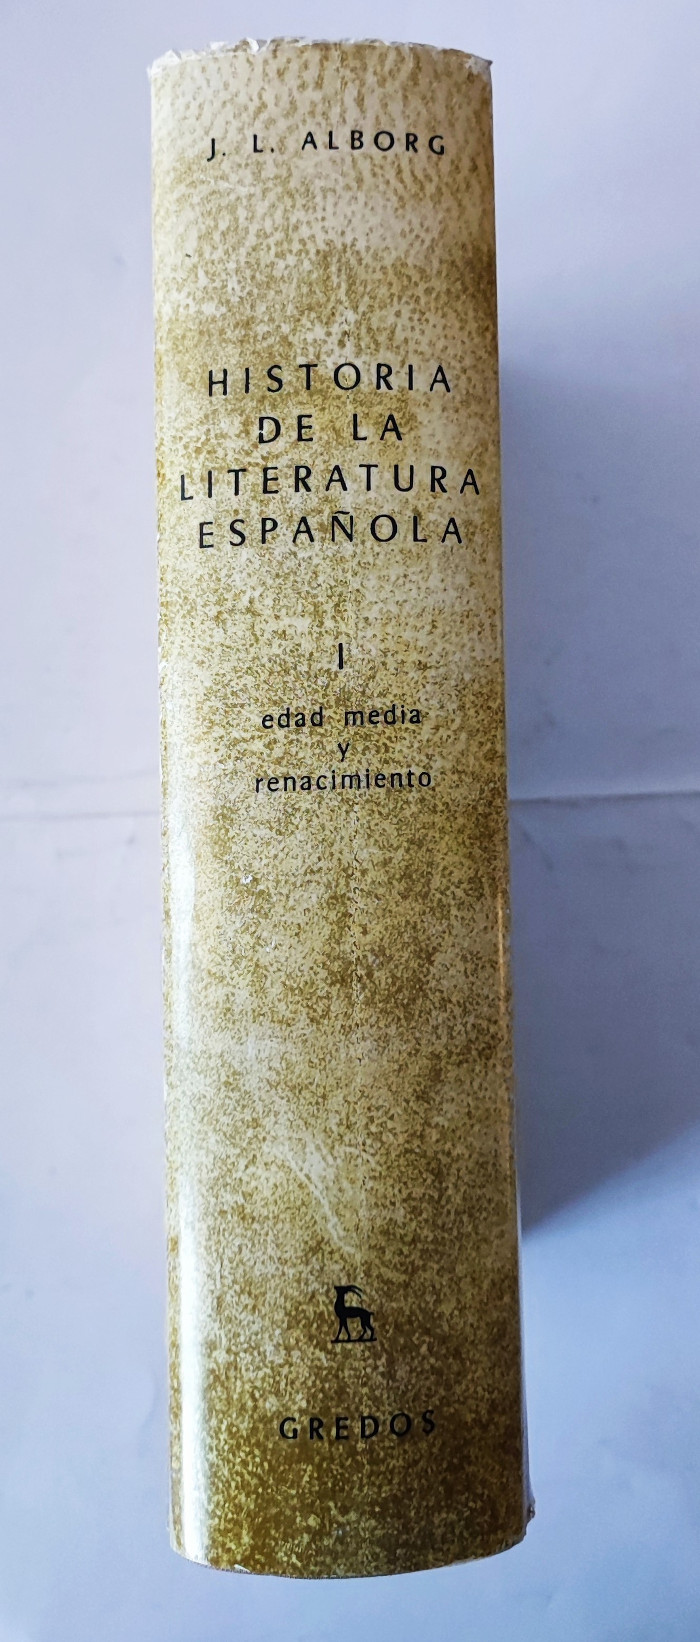 J. L. ALBORG
HISTORIA
DE LA
LITERATURA
ESPAÑOLA
I
edad media
y
renacimiento
GREDOS